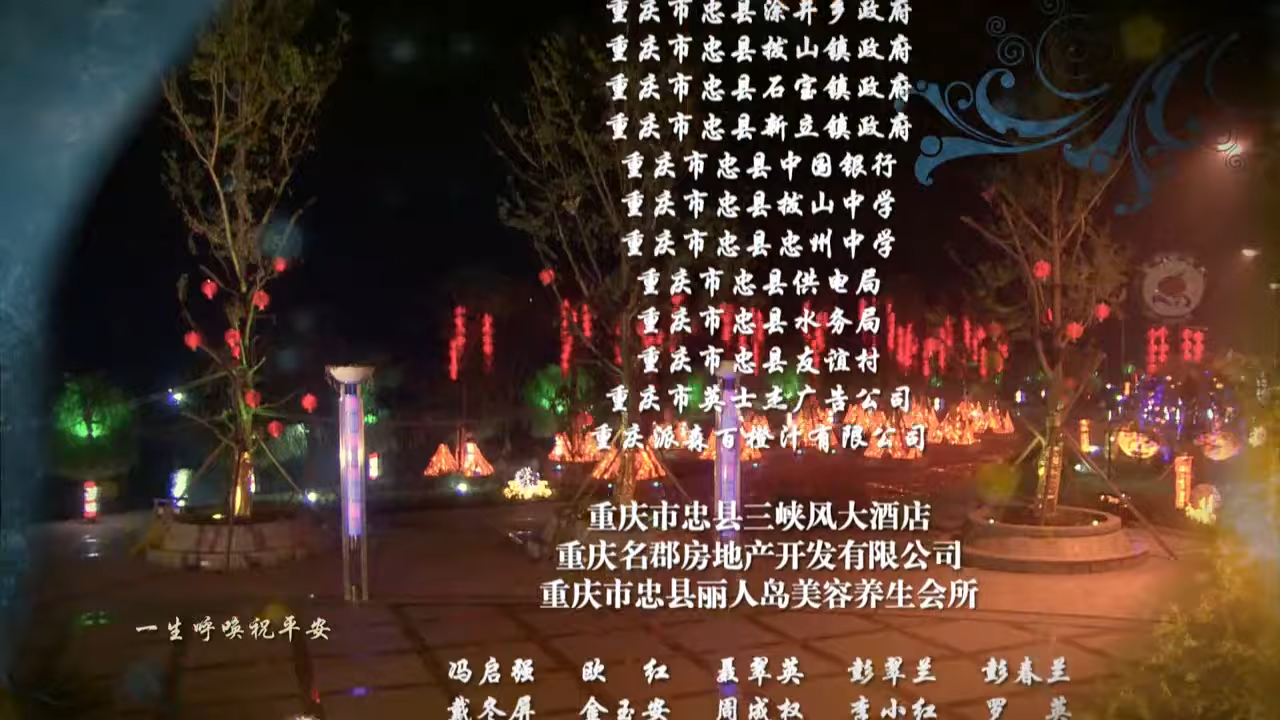 重庆市忠县涂井乡政府
重庆市忠县拔山镇政府
重庆市忠县石宝镇政府
重庆市忠县新立镇政府
重庆市忠县中国银行
重庆市忠县拔山中学
重庆市忠县忠州中学
重庆市忠县供电局
重庆市忠县水务局
重庆市忠县友谊村
重庆市英士杰广告公司
重庆派森百橙汁有限公司
重庆市忠县三峡风大酒店
重庆名郡房地产开发有限公司
重庆市忠县丽人岛美容养生会所
一生呼唤祝平安
冯启强 欧 红 聂翠英 彭翠兰 彭春兰
戴冬屏 金玉安 周成权 李小红 罗 英